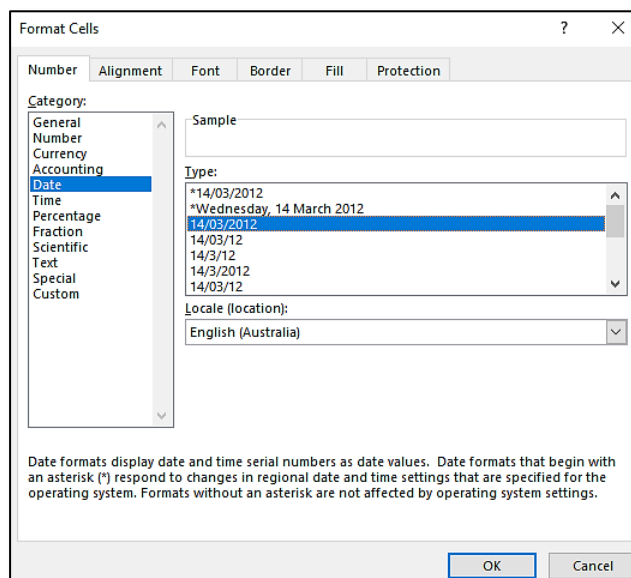 Format Cells
?
Number
Alignment
Font
Border
Fill
Protection
Category:
General
Number
Currency
Accounting
Date
Time
Percentage
Fraction
Scientific
Text
Special
Custom
Sample
Type:
*14/03/2012
*Wednesday, 14 March 2012
14/03/2012
14/03/12
14/3/12
14/3/2012
14/03/12
Locale (location):
English (Australia)
Date formats display date and time serial numbers as date values.  Date formats that begin with
an asterisk (*) respond to changes in regional date and time settings that are specified for the
operating system. Formats without an asterisk are not affected by operating system settings.
OK
Cancel